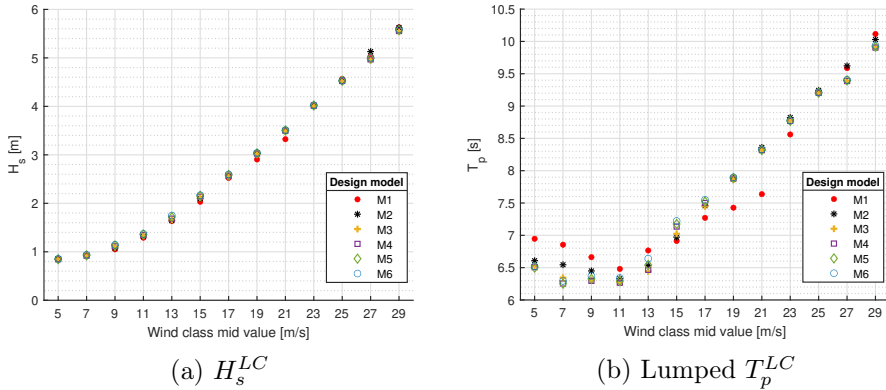 6
5
4
3
2
1
0
H_s [m]
5 7 9 11 13 15 17 19 21 23 25 27 29
Wind class mid value [m/s]
Design model
M1
M2
M3
M4
M5
M6
(a) H_s^{LC}
10.5
10
9.5
9
8.5
8
7.5
7
6.5
6
T_p [s]
5 7 9 11 13 15 17 19 21 23 25 27 29
Wind class mid value [m/s]
Design model
M1
M2
M3
M4
M5
M6
(b) Lumped T_p^{LC}